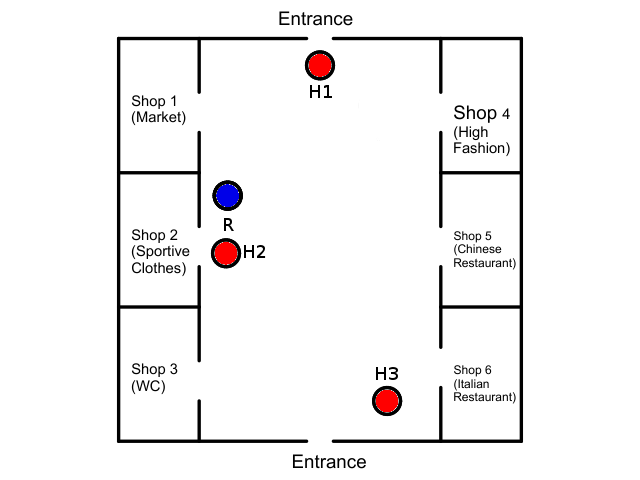 Entrance
H1
Shop 1
(Market)
Shop 4
(High
Fashion)
R
Shop 2
(Sportive
Clothes)
H2
Shop 5
(Chinese
Restaurant)
Shop 3
(WC)
H3
Shop 6
(Italian
Restaurant)
Entrance